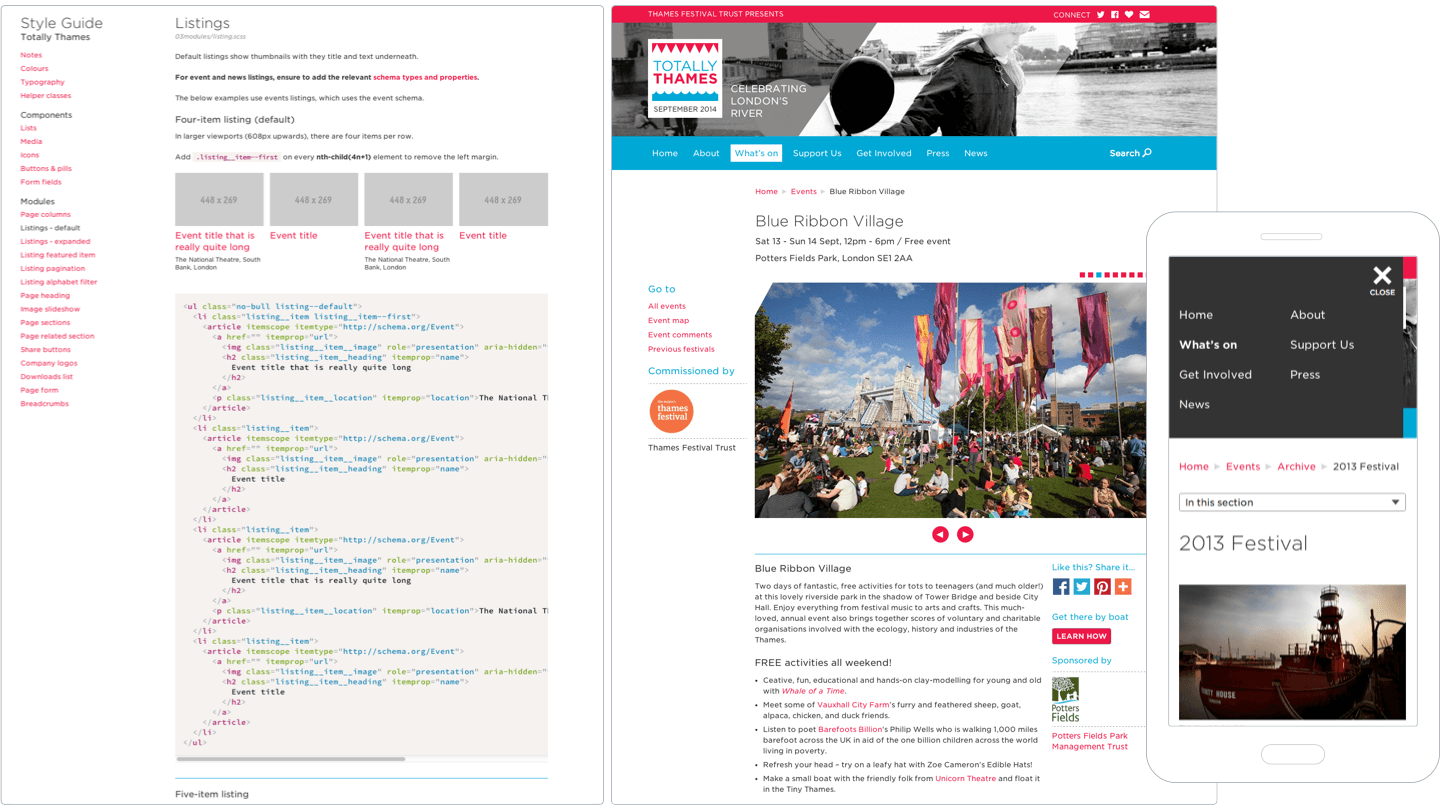 Style Guide
Totally Thames
Notes
Colours
Typography
Helper classes
Components
Lists
Media
Icons
Buttons & pills
Form fields
Modules
Page columns
Listings - default
Listings - expanded
Listing featured item
Listing pagination
Listing alphabet filter
Page heading
Image slideshow
Page sections
Page related section
Share buttons
Company logos
Downloads list
Page form
Breadcrumbs
Listings
03modules/listing.scss
Default listings show thumbnails with they title and text underneath.
For event and news listings, ensure to add the relevant schema types and properties.
The below examples use events listings, which uses the event schema.
Four-item listing (default)
In larger viewports (608px upwards), there are four items per row.
Add .listing__item--first on every nth-child(4n+1) element to remove the left margin.
448 x 269 448 x 269 448 x 269 448 x 269
Event title that is Event title Event title that is Event title
really quite long really quite long
The National Theatre, South The National Theatre, South
Bank, London Bank, London
<ul class="no-bull listing--default">
<li class="listing__item listing__item--first">
<article itemscope itemtype="http://schema.org/Event">
<a href="" itemprop="url">
<img class="listing__item__image" role="presentation" aria-hidden="
<h2 class="listing__item__heading" itemprop="name">
Event title that is really quite long
</h2>
</a>
<p class="listing__item__location" itemprop="location">The National T
</article>
</li>
<li class="listing__item">
<article itemscope itemtype="http://schema.org/Event">
<a href="" itemprop="url">
<img class="listing__item__image" role="presentation" aria-hidden="
<h2 class="listing__item__heading" itemprop="name">
Event title
</h2>
</a>
</article>
</li>
<li class="listing__item">
<article itemscope itemtype="http://schema.org/Event">
<a href="" itemprop="url">
<img class="listing__item__image" role="presentation" aria-hidden="
<h2 class="listing__item__heading" itemprop="name">
Event title that is really quite long
</h2>
</a>
<p class="listing__item__location" itemprop="location">The National T
</article>
</li>
<li class="listing__item">
<article itemscope itemtype="http://schema.org/Event">
<a href="" itemprop="url">
<img class="listing__item__image" role="presentation" aria-hidden="
<h2 class="listing__item__heading" itemprop="name">
Event title
</h2>
</a>
</article>
</li>
</ul>
Five-item listing
THAMES FESTIVAL TRUST PRESENTS CONNECT
TOTALLY
THAMES
SEPTEMBER 2014
CELEBRATING
LONDON'S
RIVER
Home About What's on Support Us Get Involved Press News Search
Home Events Blue Ribbon Village
Blue Ribbon Village
Sat 13 - Sun 14 Sept, 12pm - 6pm / Free event
Potters Fields Park, London SE1 2AA
Go to
All events
Event map
Event comments
Previous festivals
Commissioned by
thames
festival
Thames Festival Trust
Blue Ribbon Village
Two days of fantastic, free activities for tots to teenagers (and much older!)
at this lovely riverside park in the shadow of Tower Bridge and beside City
Hall. Enjoy everything from festival music to arts and crafts. This much-
loved, annual event also brings together scores of voluntary and charitable
organisations involved with the ecology, history and industries of the
Thames.
FREE activities all weekend!
• Ceative, fun, educational and hands-on clay-modelling for young and old
with Whale of a Time.
• Meet some of Vauxhall City Farm's furry and feathered sheep, goat,
alpaca, chicken, and duck friends.
• Listen to poet Barefoots Billion's Philip Wells who is walking 1,000 miles
barefoot across the UK in aid of the one billion children across the world
living in poverty.
• Refresh your head – try on a leafy hat with Zoe Cameron's Edible Hats!
• Make a small boat with the friendly folk from Unicorn Theatre and float it
in the Tiny Thames.
Like this? Share it...
Get there by boat
LEARN HOW
Sponsored by
Potters
Fields
Potters Fields Park
Management Trust
CLOSE
Home About
What's on Support Us
Get Involved Press
News
Home Events Archive 2013 Festival
In this section
2013 Festival